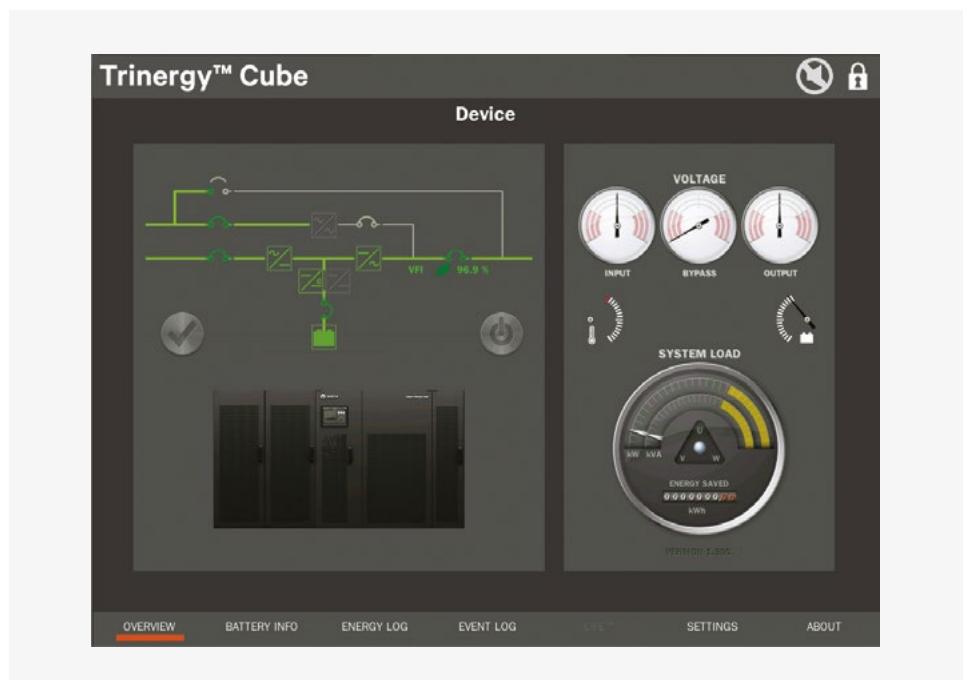 Trinergy™ Cube
Device
VOLTAGE
INPUT
BYPASS
OUTPUT
VFI
96.9 %
SYSTEM LOAD
kW
kVA
U
V
W
ENERGY SAVED
kWh
OVERVIEW
BATTERY INFO
ENERGY LOG
EVENT LOG
LIFE™
SETTINGS
ABOUT